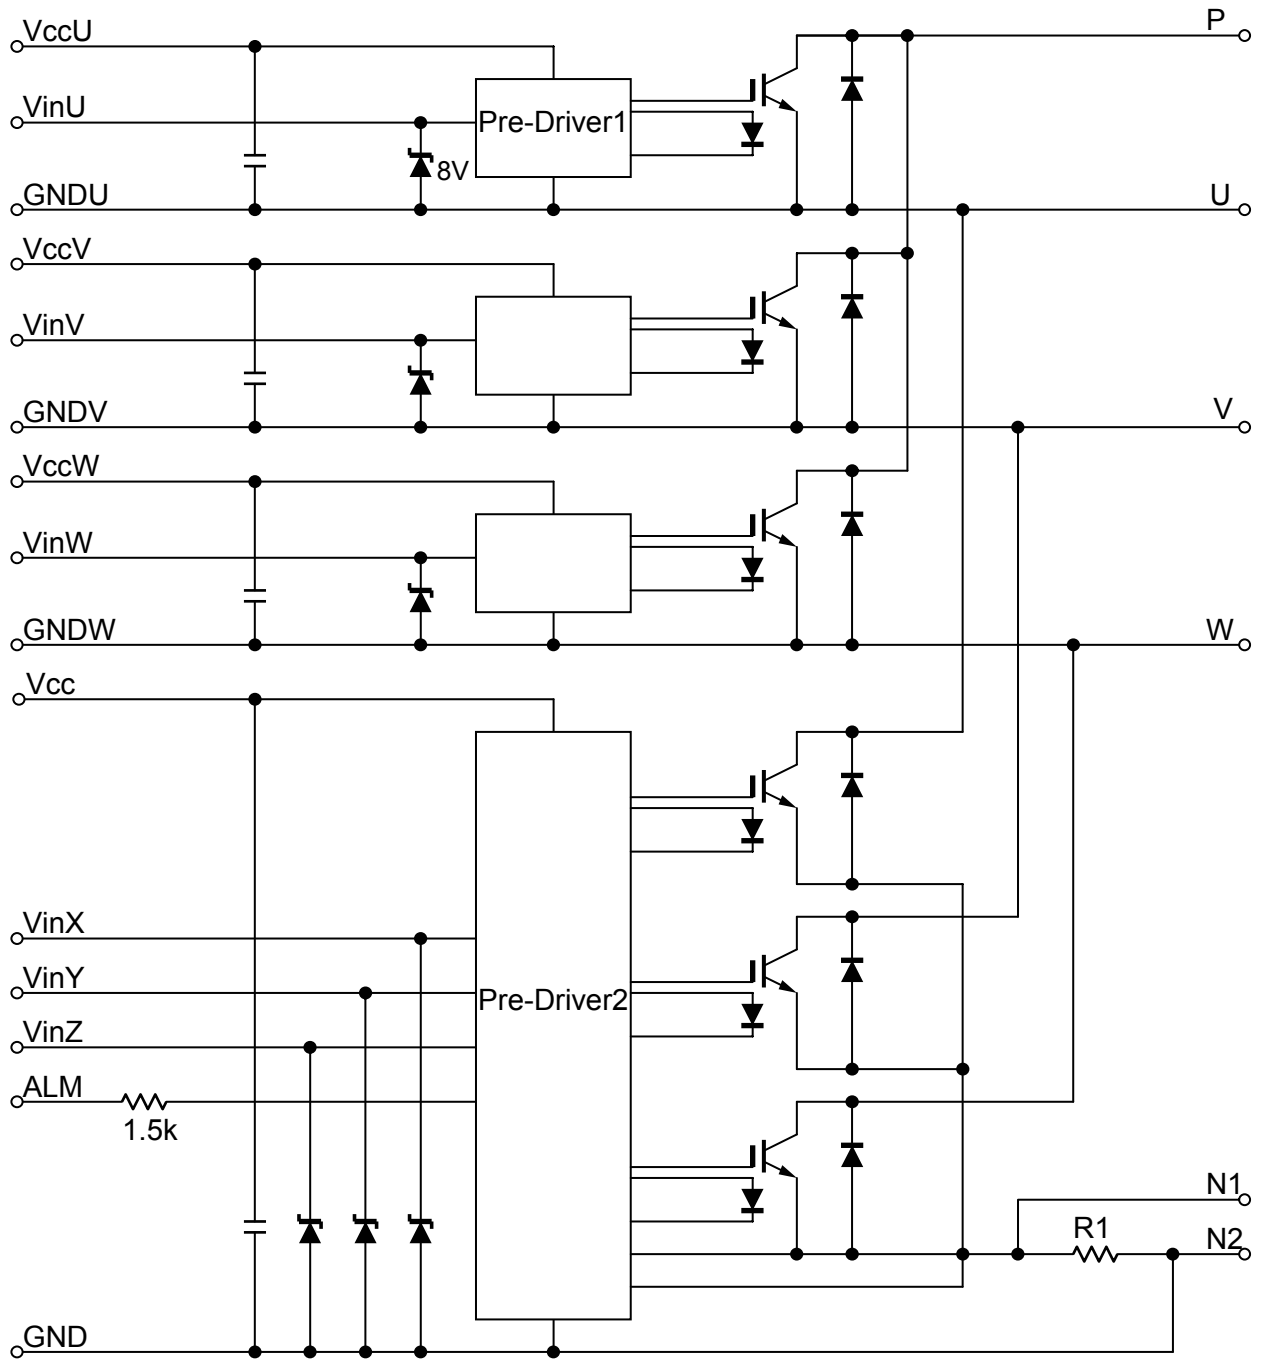 VccU
P
VinU
Pre-Driver1
8V
GNDU
U
VccV
VinV
GNDV
V
VccW
VinW
GNDW
W
Vcc
VinX
VinY
Pre-Driver2
VinZ
ALM
1.5k
N1
R1
N2
GND